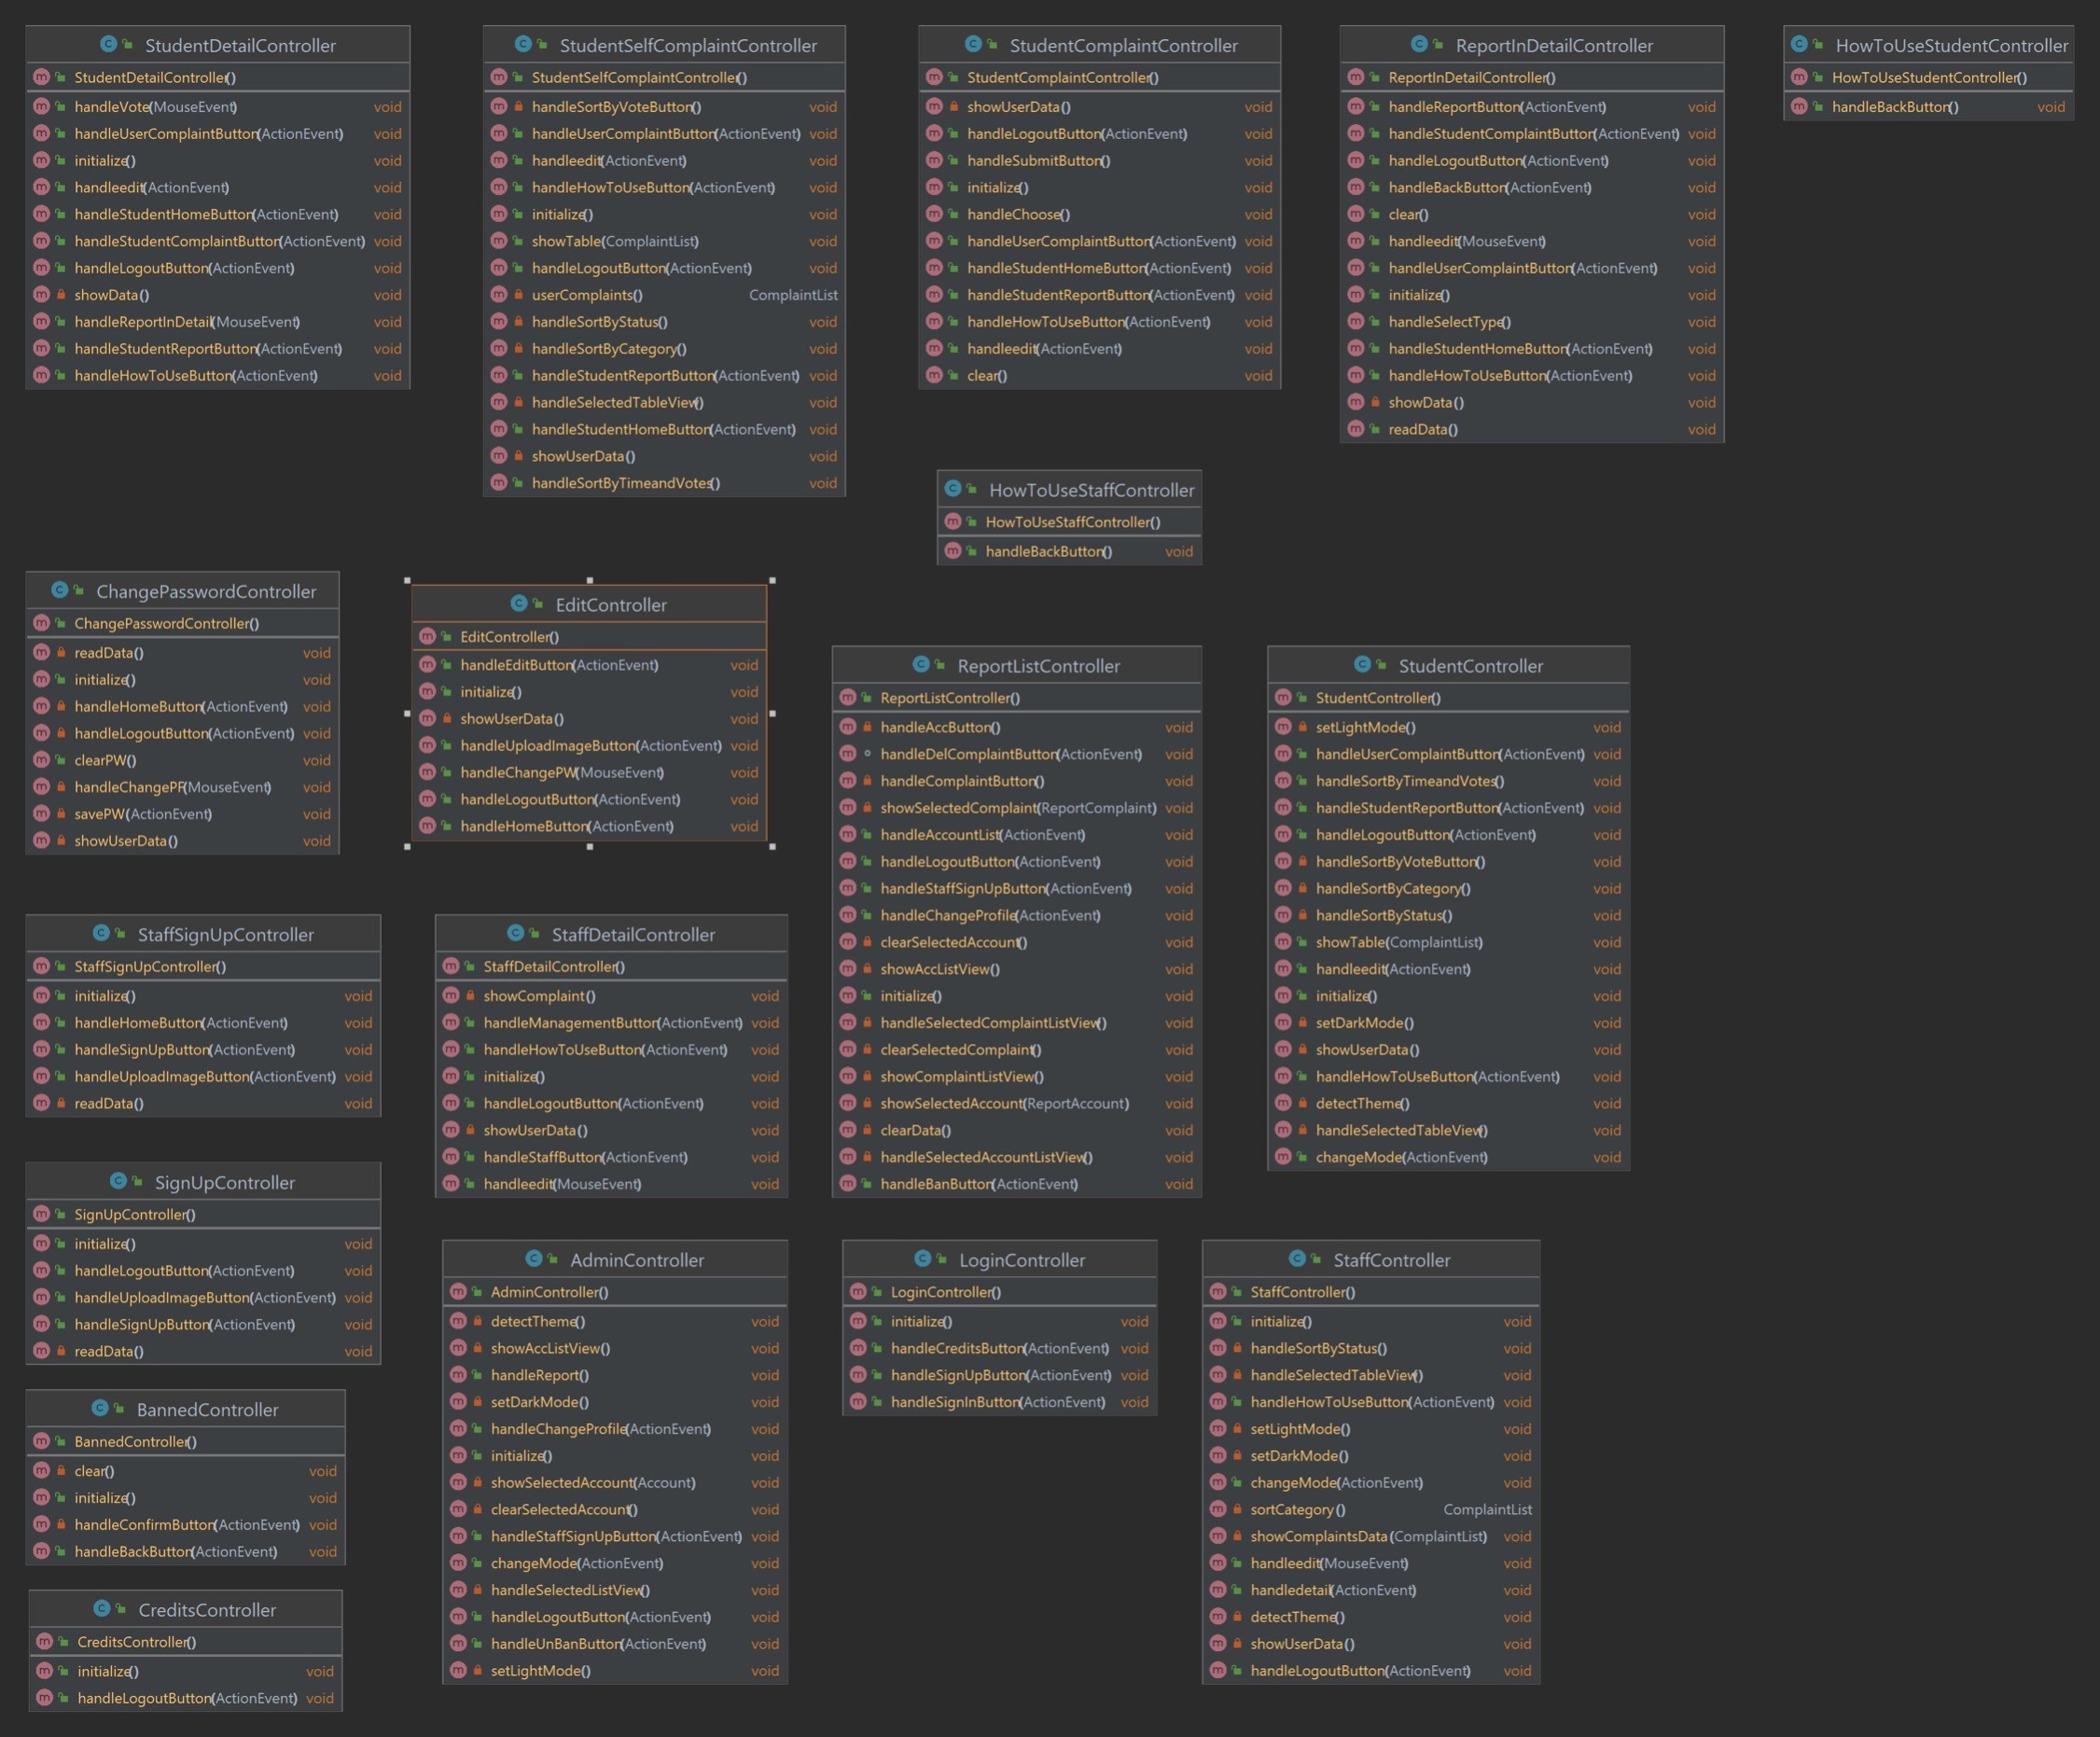 StudentDetailController
StudentDetailController()
handleVote(MouseEvent) void
handleUserComplaintButton(ActionEvent) void
initialize() void
handleedit(ActionEvent) void
handleStudentHomeButton(ActionEvent) void
handleStudentComplaintButton(ActionEvent) void
handleLogoutButton(ActionEvent) void
showData() void
handleReportInDetail(MouseEvent) void
handleStudentReportButton(ActionEvent) void
handleHowToUseButton(ActionEvent) void
StudentSelfComplaintController
StudentSelfComplaintController()
handleSortByVoteButton() void
handleUserComplaintButton(ActionEvent) void
handleedit(ActionEvent) void
handleHowToUseButton(ActionEvent) void
initialize() void
showTable(ComplaintList) void
handleLogoutButton(ActionEvent) void
userComplaints() ComplaintList
handleSortByStatus() void
handleSortByCategory() void
handleStudentReportButton(ActionEvent) void
handleSelectedTableView() void
handleStudentHomeButton(ActionEvent) void
showUserData() void
handleSortByTimeandVotes() void
StudentComplaintController
StudentComplaintController()
showUserData() void
handleLogoutButton(ActionEvent) void
handleSubmitButton() void
initialize() void
handleChoose() void
handleUserComplaintButton(ActionEvent) void
handleStudentHomeButton(ActionEvent) void
handleStudentReportButton(ActionEvent) void
handleHowToUseButton(ActionEvent) void
handleedit(ActionEvent) void
clear() void
ReportInDetailController
ReportInDetailController()
handleReportButton(ActionEvent) void
handleStudentComplaintButton(ActionEvent) void
handleLogoutButton(ActionEvent) void
handleBackButton(ActionEvent) void
clear() void
handleedit(MouseEvent) void
handleUserComplaintButton(ActionEvent) void
initialize() void
handleSelectType() void
handleStudentHomeButton(ActionEvent) void
handleHowToUseButton(ActionEvent) void
showData() void
readData() void
HowToUseStudentController
HowToUseStudentController()
handleBackButton() void
HowToUseStaffController
HowToUseStaffController()
handleBackButton() void
ChangePasswordController
ChangePasswordController()
readData() void
initialize() void
handleHomeButton(ActionEvent) void
handleLogoutButton(ActionEvent) void
clearPW() void
handleChangePF(MouseEvent) void
savePW(ActionEvent) void
showUserData() void
EditController
EditController()
handleEditButton(ActionEvent) void
initialize() void
showUserData() void
handleUploadImageButton(ActionEvent) void
handleChangePW(MouseEvent) void
handleLogoutButton(ActionEvent) void
handleHomeButton(ActionEvent) void
ReportListController
ReportListController()
handleAccButton() void
handleDelComplaintButton(ActionEvent) void
handleComplaintButton() void
showSelectedComplaint(ReportComplaint) void
handleAccountList(ActionEvent) void
handleLogoutButton(ActionEvent) void
handleStaffSignUpButton(ActionEvent) void
handleChangeProfile(ActionEvent) void
clearSelectedAccount() void
showAccListView() void
initialize() void
handleSelectedComplaintListView() void
clearSelectedComplaint() void
showComplaintListView() void
showSelectedAccount(ReportAccount) void
clearData() void
handleSelectedAccountListView() void
handleBanButton(ActionEvent) void
StudentController
StudentController()
setLightMode() void
handleUserComplaintButton(ActionEvent) void
handleSortByTimeandVotes() void
handleStudentReportButton(ActionEvent) void
handleLogoutButton(ActionEvent) void
handleSortByVoteButton() void
handleSortByCategory() void
handleSortByStatus() void
showTable(ComplaintList) void
handleedit(ActionEvent) void
initialize() void
setDarkMode() void
showUserData() void
handleHowToUseButton(ActionEvent) void
detectTheme() void
handleSelectedTableView() void
changeMode(ActionEvent) void
StaffSignUpController
StaffSignUpController()
initialize() void
handleHomeButton(ActionEvent) void
handleSignUpButton(ActionEvent) void
handleUploadImageButton(ActionEvent) void
readData() void
StaffDetailController
StaffDetailController()
showComplaint() void
handleManagementButton(ActionEvent) void
handleHowToUseButton(ActionEvent) void
initialize() void
handleLogoutButton(ActionEvent) void
showUserData() void
handleStaffButton(ActionEvent) void
handleedit(MouseEvent) void
SignUpController
SignUpController()
initialize() void
handleLogoutButton(ActionEvent) void
handleUploadImageButton(ActionEvent) void
handleSignUpButton(ActionEvent) void
readData() void
AdminController
AdminController()
detectTheme() void
showAccListView() void
handleReport() void
setDarkMode() void
handleChangeProfile(ActionEvent) void
initialize() void
showSelectedAccount(Account) void
clearSelectedAccount() void
handleStaffSignUpButton(ActionEvent) void
changeMode(ActionEvent) void
handleSelectedListView() void
handleLogoutButton(ActionEvent) void
handleUnBanButton(ActionEvent) void
setLightMode() void
LoginController
LoginController()
initialize() void
handleCreditsButton(ActionEvent) void
handleSignUpButton(ActionEvent) void
handleSignInButton(ActionEvent) void
StaffController
StaffController()
initialize() void
handleSortByStatus() void
handleSelectedTableView() void
handleHowToUseButton(ActionEvent) void
setLightMode() void
setDarkMode() void
changeMode(ActionEvent) void
sortCategory() ComplaintList
showComplaintsData(ComplaintList) void
handleedit(MouseEvent) void
handledetail(ActionEvent) void
detectTheme() void
showUserData() void
handleLogoutButton(ActionEvent) void
BannedController
BannedController()
clear() void
initialize() void
handleConfirmButton(ActionEvent) void
handleBackButton(ActionEvent) void
CreditsController
CreditsController()
initialize() void
handleLogoutButton(ActionEvent) void